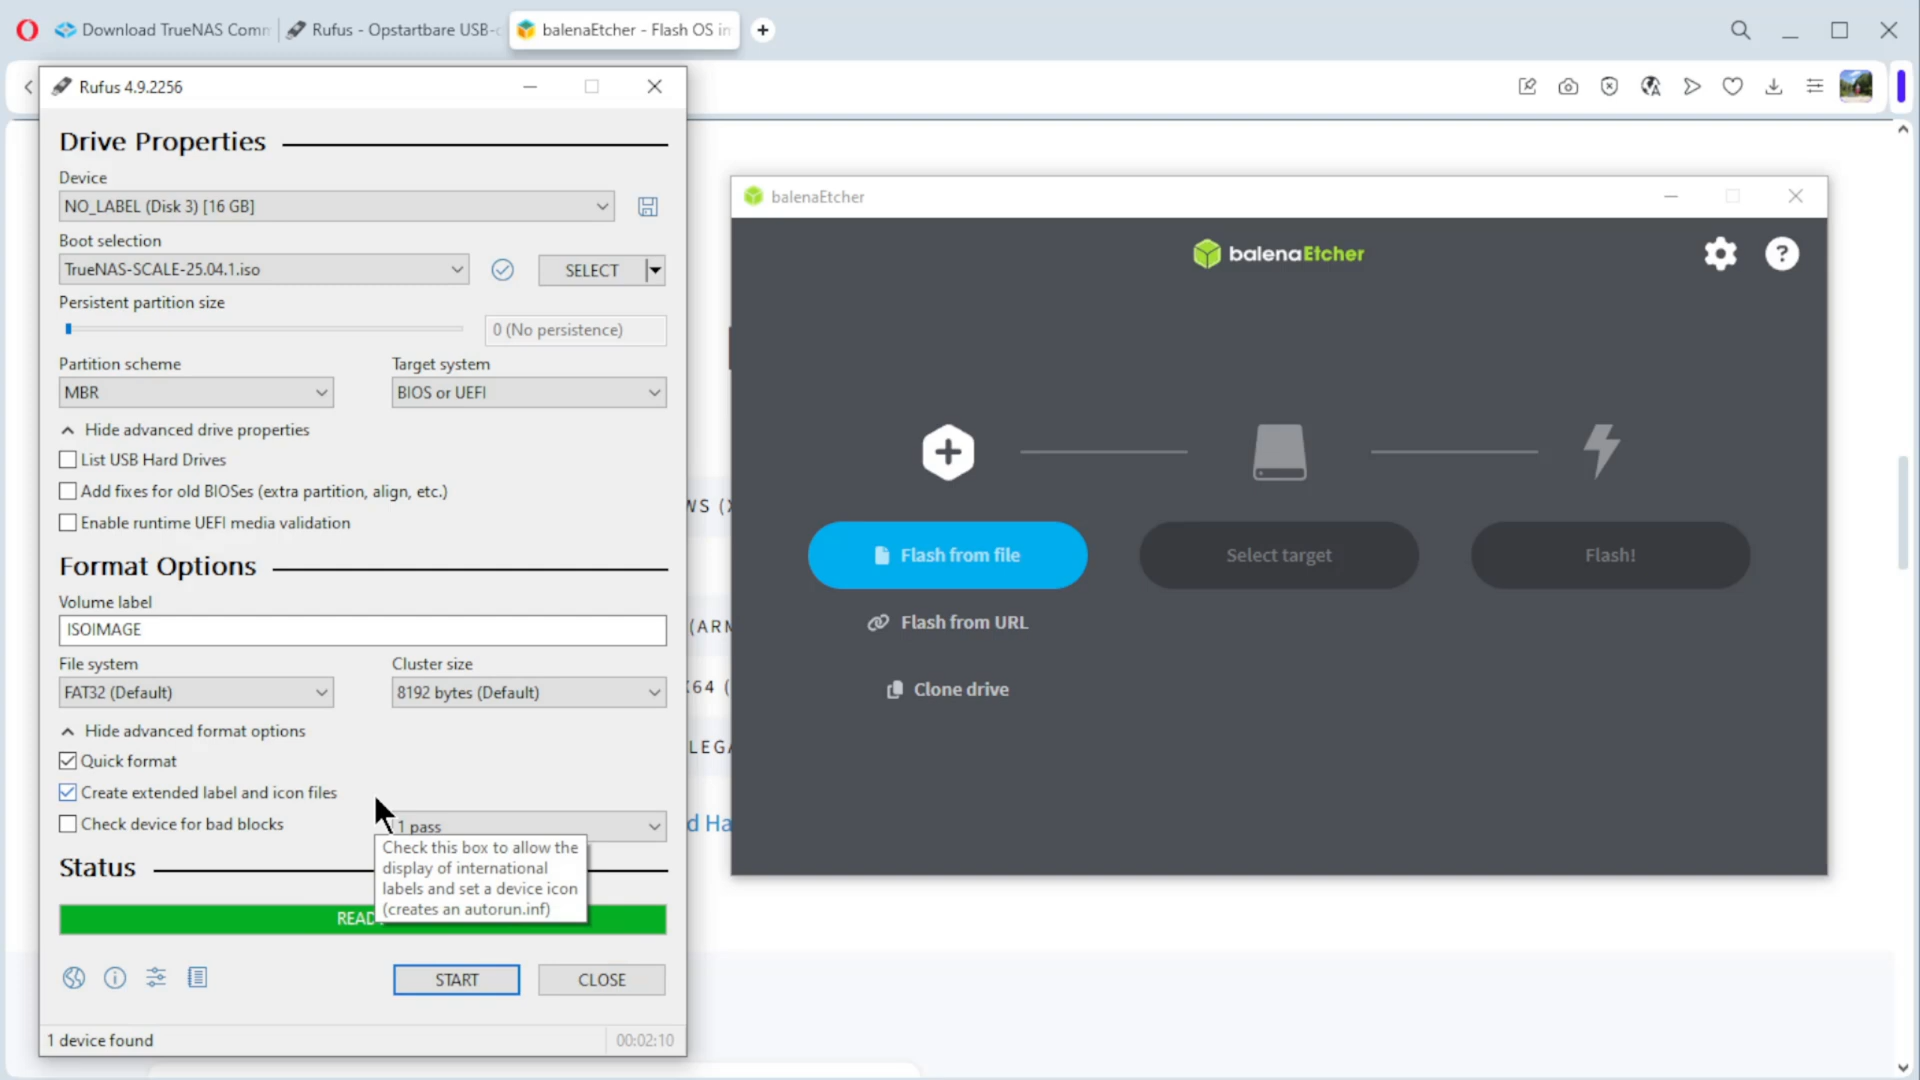 Download TrueNAS Comm
Rufus - Opstartbare USB-
balenaEtcher - Flash OS
Rufus 4.9.2256
Drive Properties
Device
NO_LABEL (Disk 3) [16 GB]
Boot selection
TrueNAS-SCALE-25.04.1.iso
SELECT
Persistent partition size
0 (No persistence)
Partition scheme
Target system
MBR
BIOS or UEFI
Hide advanced drive properties
List USB Hard Drives
Add fixes for old BIOSes (extra partition, align, etc.)
Enable runtime UEFI media validation
Format Options
Volume label
ISOIMAGE
File system
Cluster size
FAT32 (Default)
8192 bytes (Default)
Hide advanced format options
Quick format
Create extended label and icon files
Check device for bad blocks
1 pass
Check this box to allow the
display of international
labels and set a device icon
(creates an autorun.inf)
Status
READ
START
CLOSE
1 device found
00:02:10
(ARM
64 (
LEGA
d Ha
balenaEtcher
balenaEtcher
?
Flash from file
Select target
Flash!
Flash from URL
Clone drive